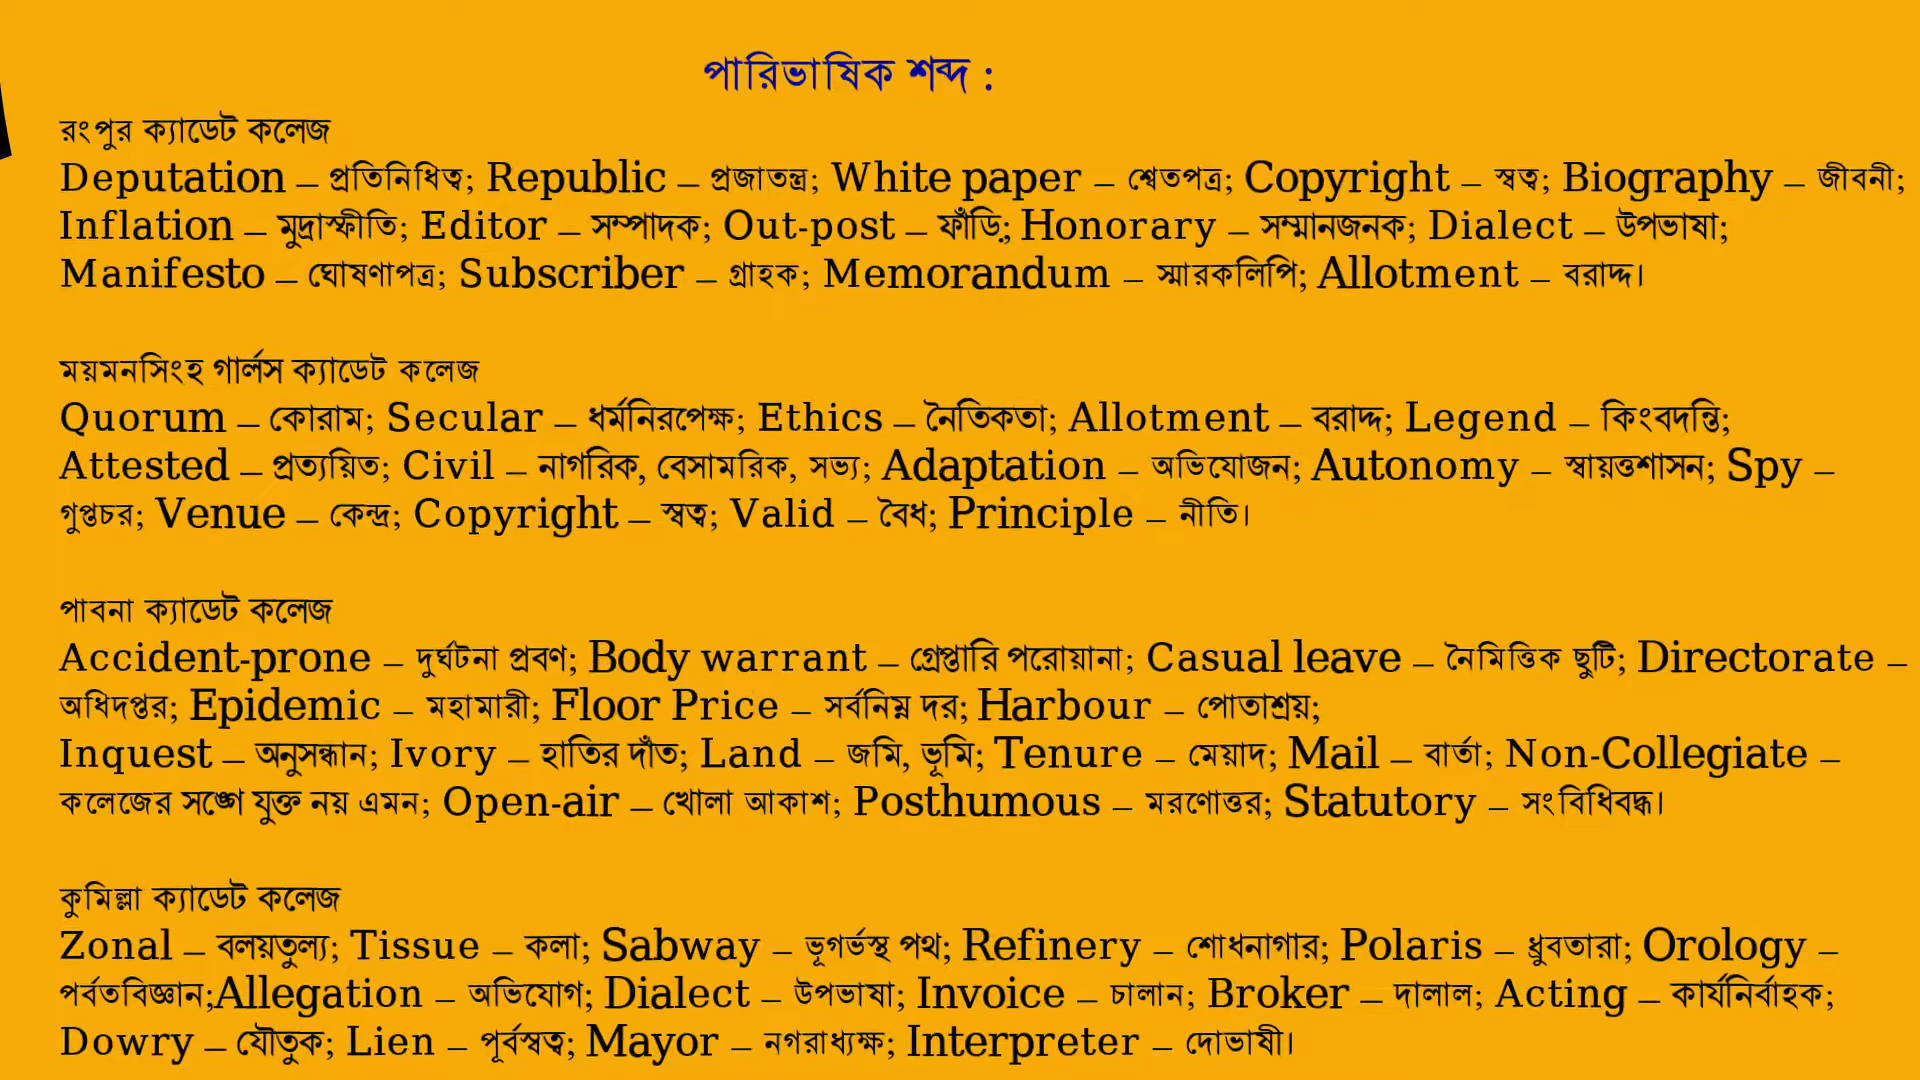 পারিভাষিক শব্দ :
রংপুর ক্যাডেট কলেজ
Deputation – প্রতিনিধিত্ব; Republic – প্রজাতন্ত্র; White paper – শ্বেতপত্র; Copyright – স্বত্ব; Biography – জীবনী;
Inflation – মুদ্রাস্ফীতি; Editor – সম্পাদক; Out-post – ফাঁড়ি; Honorary – সম্মানজনক; Dialect – উপভাষা;
Manifesto – ঘোষণাপত্র; Subscriber – গ্রাহক; Memorandum – স্মারকলিপি; Allotment – বরাদ্দ।
ময়মনসিংহ গার্লস ক্যাডেট কলেজ
Quorum – কোরাম; Secular – ধর্মনিরপেক্ষ; Ethics – নৈতিকতা; Allotment – বরাদ্দ; Legend – কিংবদন্তি;
Attested – প্রত্যয়িত; Civil – নাগরিক, বেসামরিক, সভ্য; Adaptation – অভিযোজন; Autonomy – স্বায়ত্তশাসন; Spy –
গুপ্তচর; Venue – কেন্দ্র; Copyright – স্বত্ব; Valid – বৈধ; Principle – নীতি।
পাবনা ক্যাডেট কলেজ
Accident-prone – দুর্ঘটনা প্রবণ; Body warrant – গ্রেপ্তারি পরোয়ানা; Casual leave – নৈমিত্তিক ছুটি; Directorate –
অধিদপ্তর; Epidemic – মহামারী; Floor Price – সর্বনিম্ন দর; Harbour – পোতাশ্রয়;
Inquest – অনুসন্ধান; Ivory – হাতির দাঁত; Land – জমি, ভূমি; Tenure – মেয়াদ; Mail – বার্তা; Non-Collegiate –
কলেজের সঙ্গে যুক্ত নয় এমন; Open-air – খোলা আকাশ; Posthumous – মরণোত্তর; Statutory – সংবিধিবদ্ধ।
কুমিল্লা ক্যাডেট কলেজ
Zonal – বলয়তুল্য; Tissue – কলা; Sabway – ভূগর্ভস্থ পথ; Refinery – শোধনাগার; Polaris – ধ্রুবতারা; Orology –
পর্বতবিজ্ঞান;Allegation – অভিযোগ; Dialect – উপভাষা; Invoice – চালান; Broker – দালাল; Acting – কার্যনির্বাহক;
Dowry – যৌতুক; Lien – পূর্বস্বত্ব; Mayor – নগরাধ্যক্ষ; Interpreter – দোভাষী।